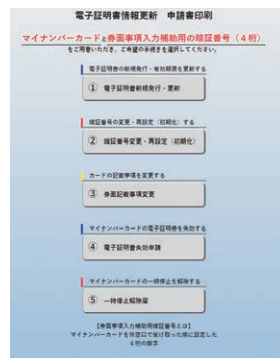 電子証明書情報更新　申請書印刷
マイナンバーカードと券面事項入力補助用の暗証番号（４桁）
をご用意いただき、ご希望の手続きを選択してください。
電子証明書の新規発行・有効期限を更新する
① 電子証明書新規発行・更新
暗証番号の変更・再設定（初期化）する
② 暗証番号変更・再設定（初期化）
カードの記載事項を変更する
③ 券面記載事項変更
マイナンバーカードの電子証明書を失効する
④ 電子証明書失効申請
マイナンバーカードの一時停止を解除する
⑤ 一時停止解除届
【券面事項入力補助用暗証番号とは】
マイナンバーカードを市窓口で受け取った際に設定した
４桁の数字